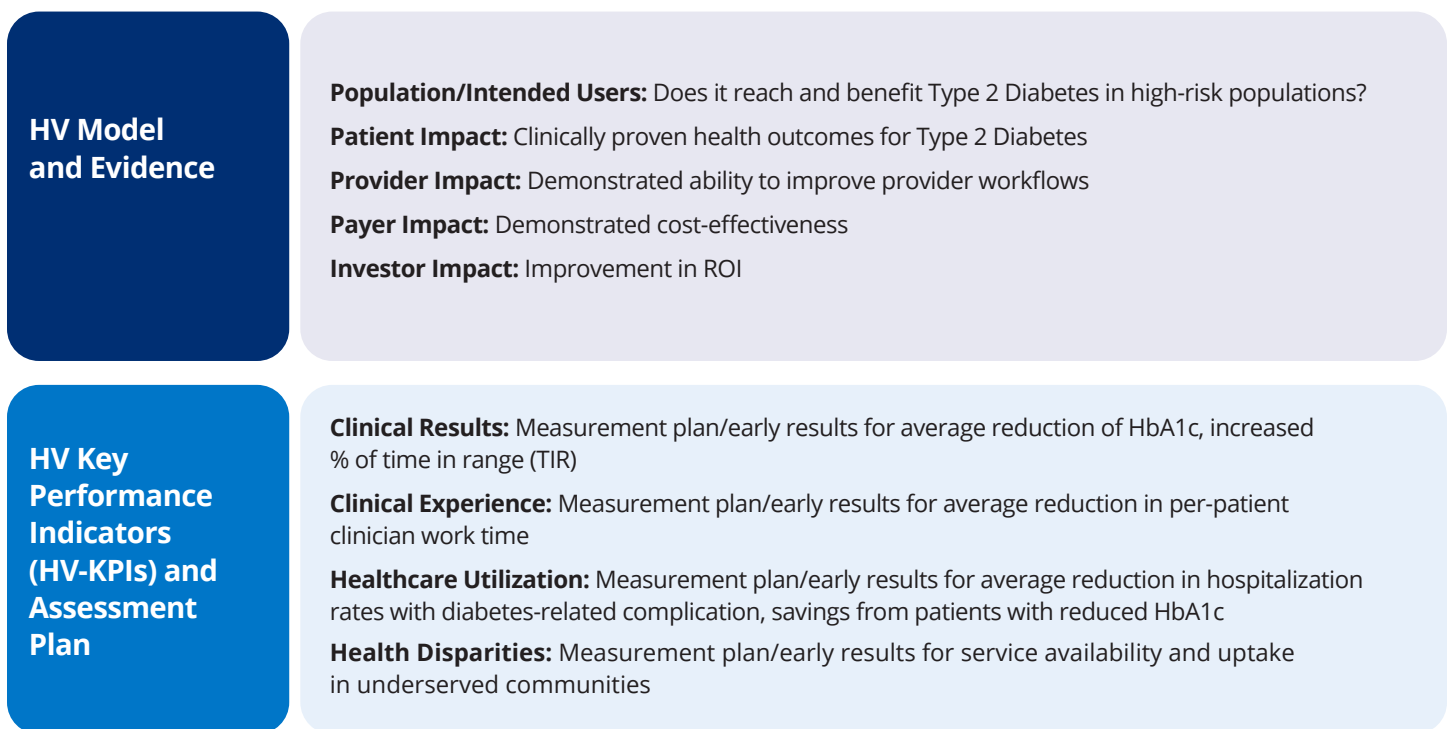 HV Model
and Evidence
Population/Intended Users: Does it reach and benefit Type 2 Diabetes in high-risk populations?
Patient Impact: Clinically proven health outcomes for Type 2 Diabetes
Provider Impact: Demonstrated ability to improve provider workflows
Payer Impact: Demonstrated cost-effectiveness
Investor Impact: Improvement in ROI
HV Key
Performance
Indicators
(HV-KPIs) and
Assessment
Plan
Clinical Results: Measurement plan/early results for average reduction of HbA1c, increased
% of time in range (TIR)
Clinical Experience: Measurement plan/early results for average reduction in per-patient
clinician work time
Healthcare Utilization: Measurement plan/early results for average reduction in hospitalization
rates with diabetes-related complication, savings from patients with reduced HbA1c
Health Disparities: Measurement plan/early results for service availability and uptake
in underserved communities